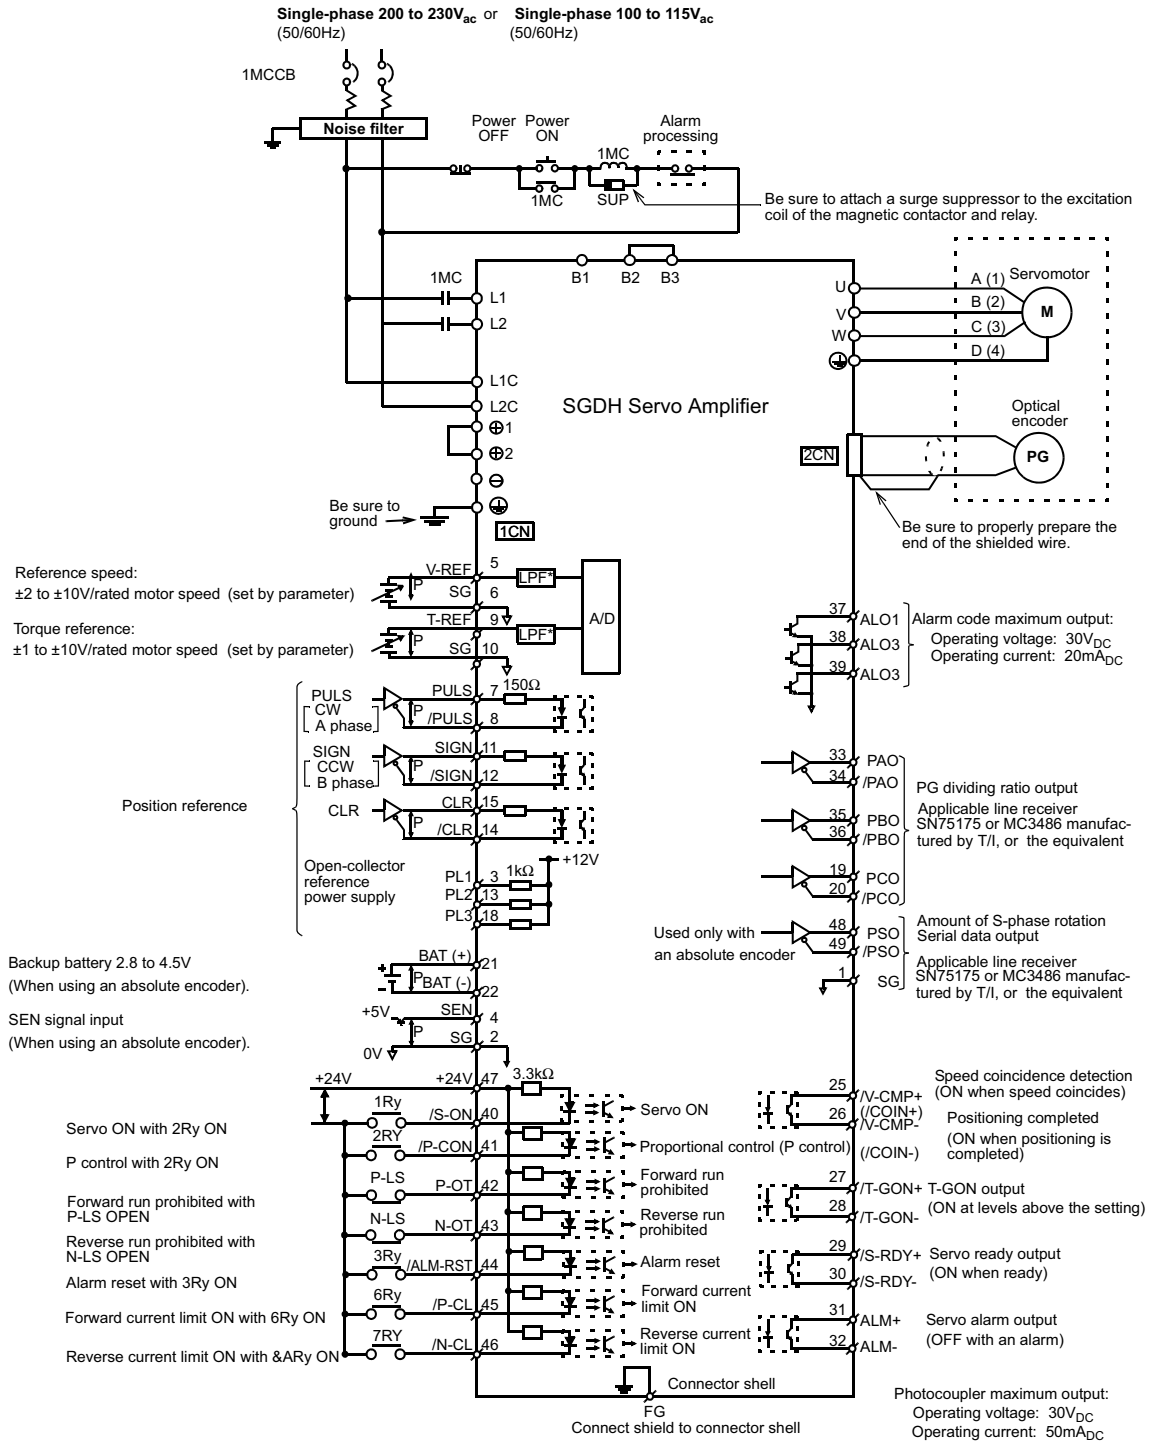 Single-phase 200 to 230Vac or Single-phase 100 to 115Vac
(50/60Hz) (50/60Hz)
1MCCB
Noise filter
Power OFF
Power ON
Alarm processing
1MC
1MC
SUP
Be sure to attach a surge suppressor to the excitation
coil of the magnetic contactor and relay.
1MC
B1 B2 B3
L1
L2
L1C
L2C
⊕1
⊕2
⊖
SGDH Servo Amplifier
U
V
W
A (1)
B (2)
C (3)
D (4)
Servomotor
M
Optical
encoder
PG
2CN
Be sure to properly prepare the
end of the shielded wire.
Be sure to
ground
1CN
Reference speed:
±2 to ±10V/rated motor speed (set by parameter)
V-REF 5
P
SG 6
LPF*
Torque reference:
±1 to ±10V/rated motor speed (set by parameter)
T-REF 9
P
SG 10
LPF*
A/D
Position reference
PULS
CW
A phase
PULS 7
150Ω
P
/PULS 8
SIGN
CCW
B phase
SIGN 11
P
/SIGN 12
CLR
CLR 15
P
/CLR 14
Open-collector
reference
power supply
+12V
PL1 3
1kΩ
PL2 13
PL3 18
Backup battery 2.8 to 4.5V
(When using an absolute encoder).
+
-
BAT (+) 21
P
BAT (-) 22
SEN signal input
(When using an absolute encoder).
+5V
SEN 4
P
0V
SG 2
+24V
+24V 47
3.3kΩ
Servo ON with 2Ry ON
1Ry
/S-ON 40
Servo ON
P control with 2Ry ON
2RY
/P-CON 41
Proportional control (P control)
Forward run prohibited with
P-LS OPEN
P-LS
P-OT 42
Forward run
prohibited
Reverse run prohibited with
N-LS OPEN
N-LS
N-OT 43
Reverse run
prohibited
Alarm reset with 3Ry ON
3Ry
/ALM-RST 44
Alarm reset
Forward current limit ON with 6Ry ON
6Ry
/P-CL 45
Forward current
limit ON
Reverse current limit ON with &ARy ON
7RY
/N-CL 46
Reverse current
limit ON
Connector shell
FG
Connect shield to connector shell
37 ALO1
38 ALO3
39 ALO3
Alarm code maximum output:
Operating voltage: 30VDC
Operating current: 20mADC
33 PAO
34 /PAO
35 PBO
36 /PBO
19 PCO
20 /PCO
PG dividing ratio output
Applicable line receiver
SN75175 or MC3486 manufac-
tured by T/I, or the equivalent
Used only with
an absolute encoder
48 PSO
49 /PSO
1 SG
Amount of S-phase rotation
Serial data output
Applicable line receiver
SN75175 or MC3486 manufac-
tured by T/I, or the equivalent
25 /V-CMP+
(/COIN+)
26 /V-CMP-
(/COIN-)
Speed coincidence detection
(ON when speed coincides)
Positioning completed
(ON when positioning is
completed)
27 /T-GON+
28 /T-GON-
T-GON output
(ON at levels above the setting)
29 /S-RDY+
30 /S-RDY-
Servo ready output
(ON when ready)
31 ALM+
32 ALM-
Servo alarm output
(OFF with an alarm)
Photocoupler maximum output:
Operating voltage: 30VDC
Operating current: 50mADC